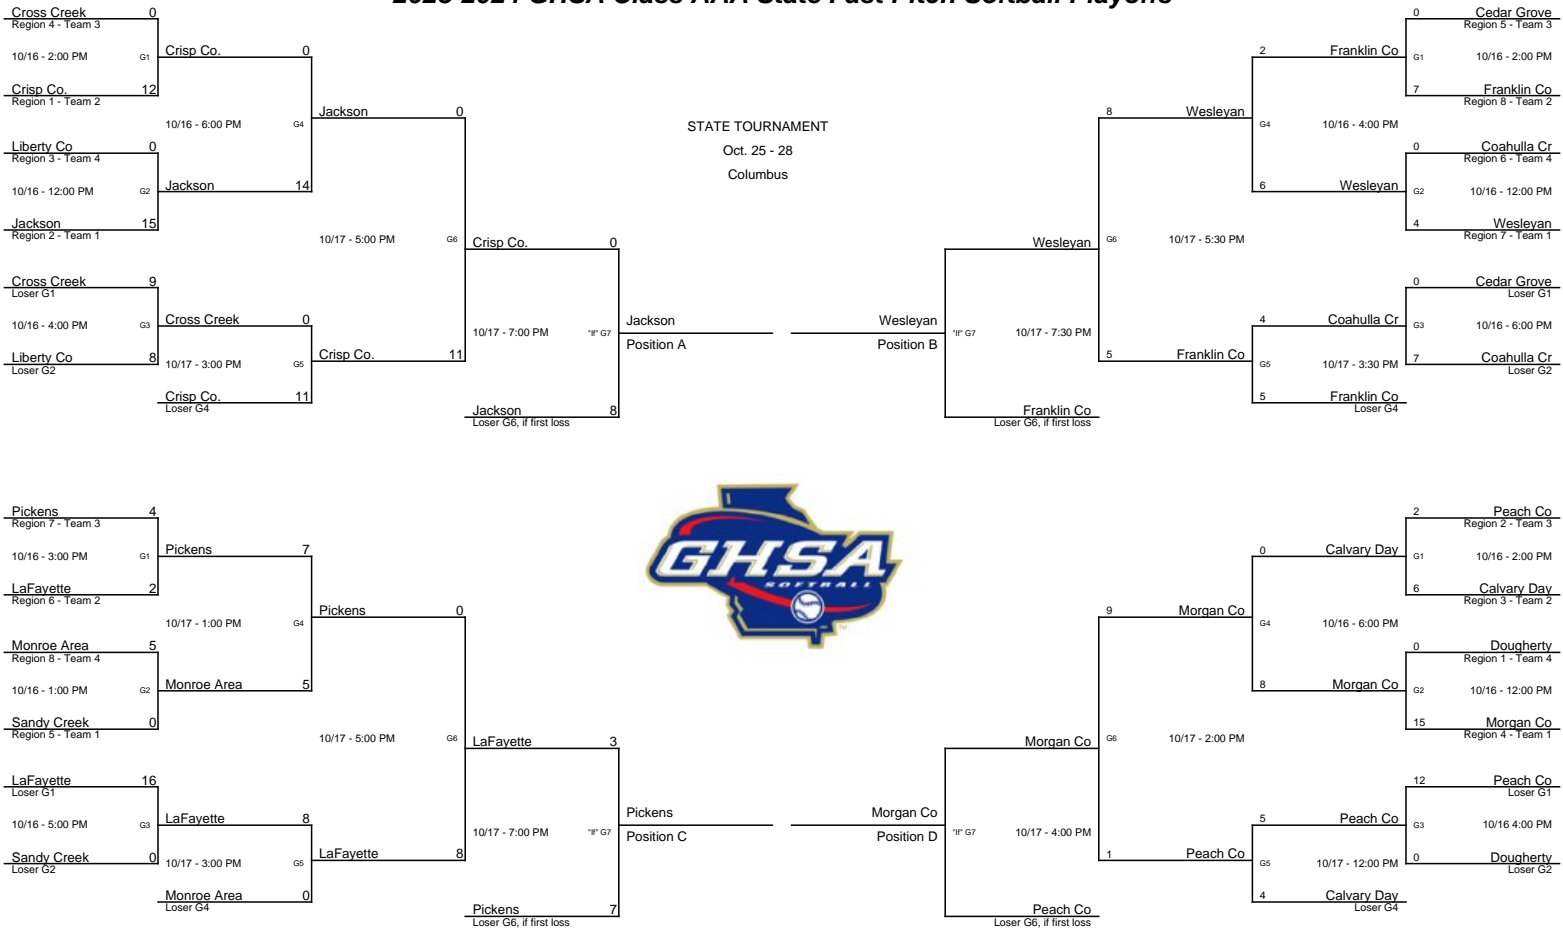 2023-2024 GHSA Class AAA State Fast Pitch Softball Playoffs
Cross Creek 0
Region 4 - Team 3
10/16 - 2:00 PM G1
Crisp Co. 0
Crisp Co. 12
Region 1 - Team 2
10/16 - 6:00 PM G4
Jackson 0
Liberty Co 0
Region 3 - Team 4
10/16 - 12:00 PM G2
Jackson 14
Jackson 15
Region 2 - Team 1
10/17 - 5:00 PM G6
Crisp Co. 0
Cross Creek 9
Loser G1
10/16 - 4:00 PM G3
Cross Creek 0
Liberty Co 8
Loser G2
10/17 - 3:00 PM G5
Crisp Co. 11
Crisp Co. 11
Loser G4
10/17 - 7:00 PM "If" G7
Jackson
Position A
Jackson 8
Loser G6, if first loss
STATE TOURNAMENT
Oct. 25 - 28
Columbus
0 Cedar Grove
Region 5 - Team 3
2 Franklin Co
G1 10/16 - 2:00 PM
7 Franklin Co
Region 8 - Team 2
8 Wesleyan
G4 10/16 - 4:00 PM
0 Coahulla Cr
Region 6 - Team 4
6 Wesleyan
G2 10/16 - 12:00 PM
4 Wesleyan
Region 7 - Team 1
Wesleyan
G6 10/17 - 5:30 PM
0 Cedar Grove
Loser G1
4 Coahulla Cr
G3 10/16 - 6:00 PM
7 Coahulla Cr
Loser G2
5 Franklin Co
G5 10/17 - 3:30 PM
5 Franklin Co
Loser G4
Wesleyan
Position B
"If" G7 10/17 - 7:30 PM
Franklin Co
Loser G6, if first loss
GHSA
SOFTBALL
TM
Pickens 4
Region 7 - Team 3
10/16 - 3:00 PM G1
Pickens 7
LaFayette 2
Region 6 - Team 2
10/17 - 1:00 PM G4
Pickens 0
Monroe Area 5
Region 8 - Team 4
10/16 - 1:00 PM G2
Monroe Area 5
Sandy Creek 0
Region 5 - Team 1
10/17 - 5:00 PM G6
LaFayette 3
LaFayette 16
Loser G1
10/16 - 5:00 PM G3
LaFayette 8
Sandy Creek 0
Loser G2
10/17 - 3:00 PM G5
LaFayette 8
Monroe Area 0
Loser G4
10/17 - 7:00 PM "If" G7
Pickens
Position C
Pickens 7
Loser G6, if first loss
2 Peach Co
Region 2 - Team 3
0 Calvary Day
G1 10/16 - 2:00 PM
6 Calvary Day
Region 3 - Team 2
9 Morgan Co
G4 10/16 - 6:00 PM
0 Dougherty
Region 1 - Team 4
8 Morgan Co
G2 10/16 - 12:00 PM
15 Morgan Co
Region 4 - Team 1
Morgan Co
G6 10/17 - 2:00 PM
12 Peach Co
Loser G1
5 Peach Co
G3 10/16 4:00 PM
0 Dougherty
Loser G2
1 Peach Co
G5 10/17 - 12:00 PM
4 Calvary Day
Loser G4
Morgan Co
Position D
"If" G7 10/17 - 4:00 PM
Peach Co
Loser G6, if first loss